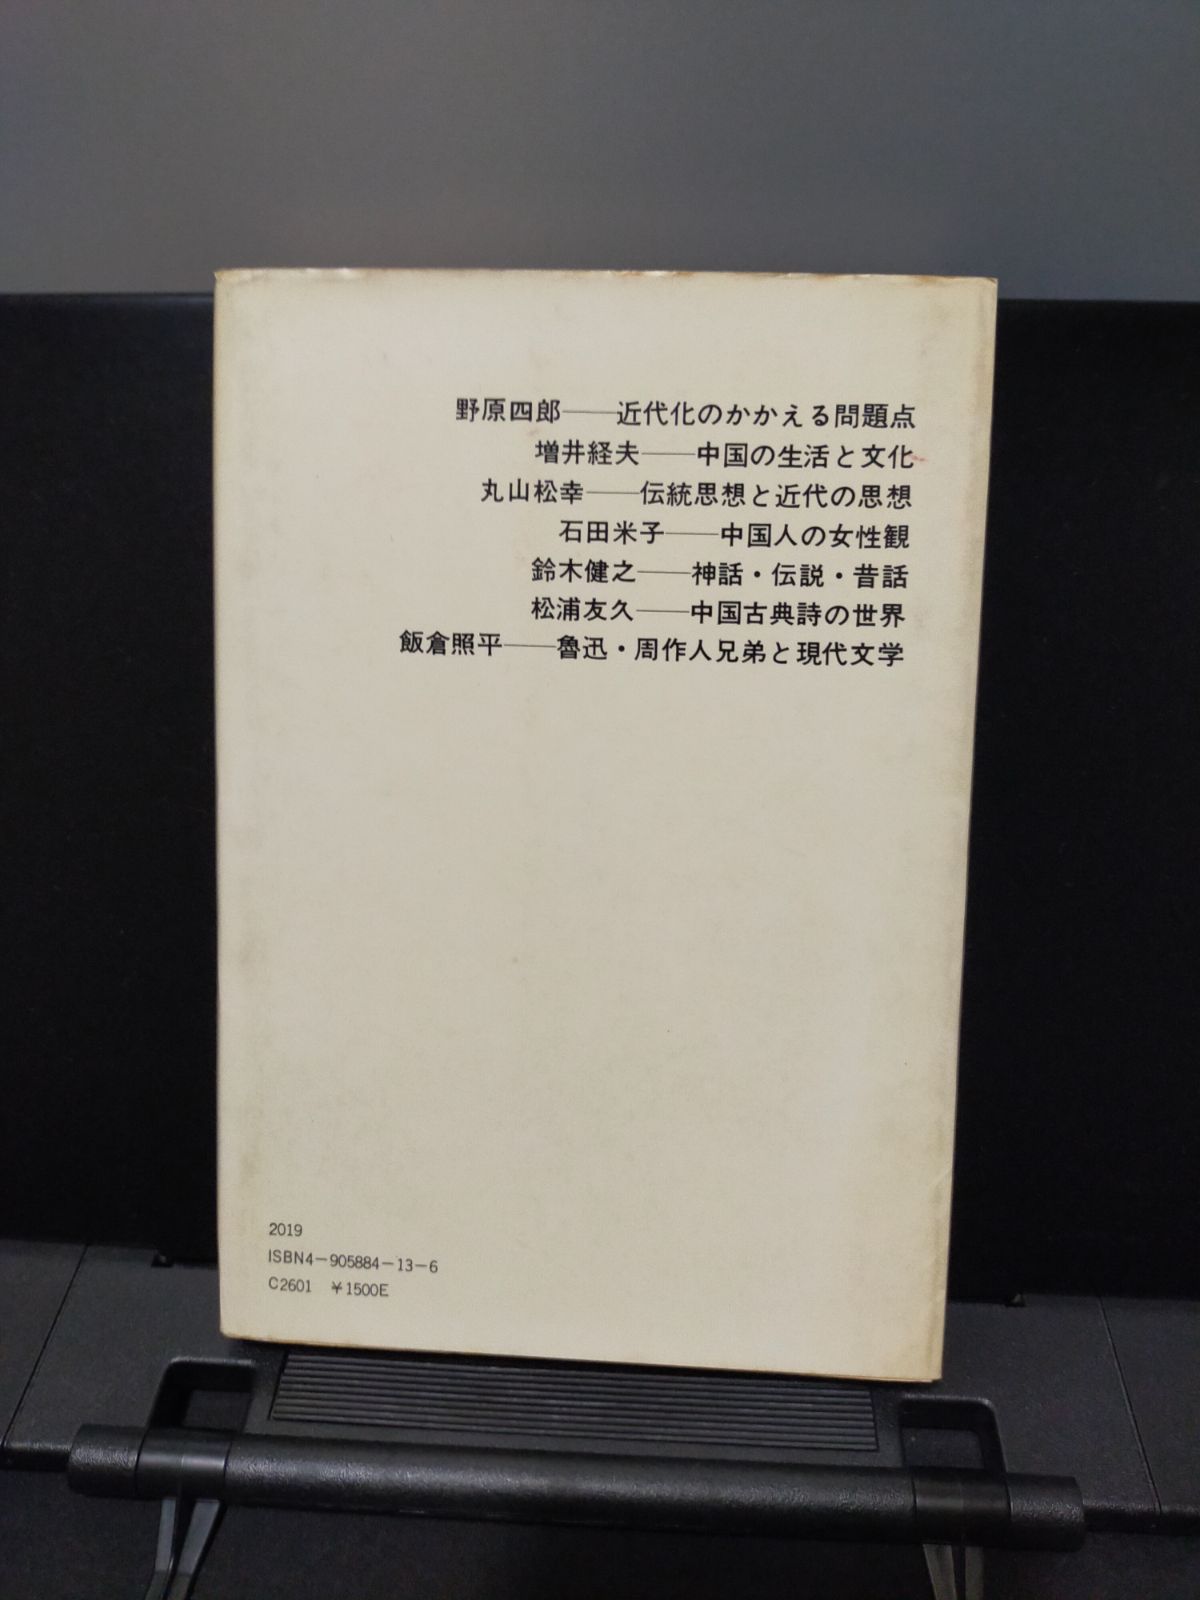 野原四郎――近代化のかかえる問題点
増井経夫――中国の生活と文化
丸山松幸――伝統思想と近代の思想
石田米子――中国人の女性観
鈴木健之――神話・伝説・昔話
松浦友久――中国古典詩の世界
飯倉照平――魯迅・周作人兄弟と現代文学
2019
ISBN4-905884-13-6
C2601 ￥1500E